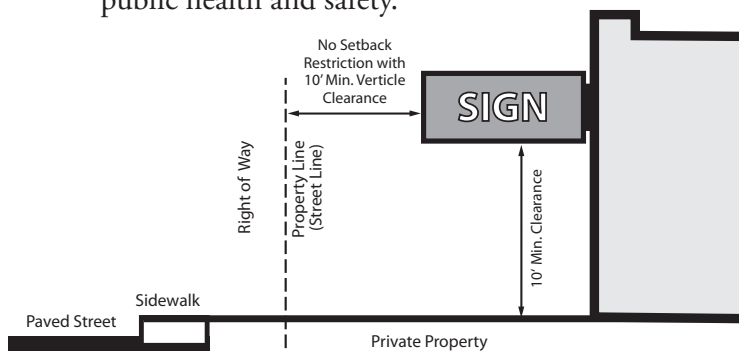 public health and safety.
No Setback
Restriction with
10' Min. Verticle
Clearance
SIGN
Right of Way
Property Line
(Street Line)
10' Min. Clearance
Sidewalk
Paved Street
Private Property